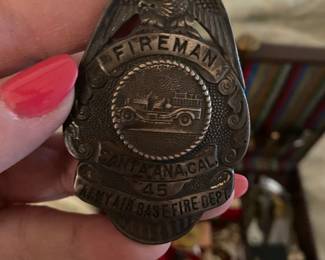 FIREMAN
SANTA ANA, CAL.
45
ARMY AIR BASE FIRE DEPT.